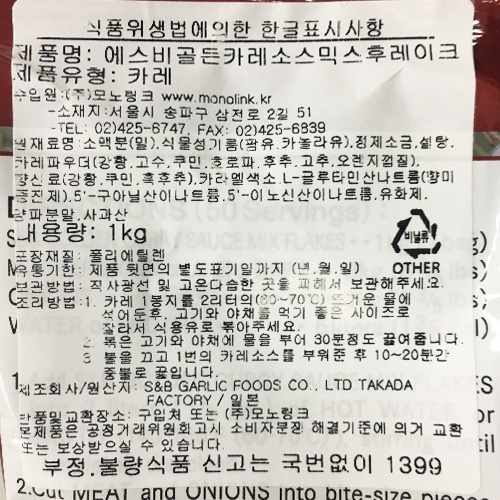 식품위생법에의한 한글표시사항
제품명: 에스비골든카레소스믹스후레이크
제품유형: 카레
수입원:(주)모노링크 www.monolink.kr
-소재지:서울시 송파구 삼전로 2길 51
-TEL: 02)425-6747, FAX: 02)425-6839
원재료명:소맥분(밀),식물성기름(팜유,카놀라유),정제소금,설탕,
카레파우더(강황,고수,쿠민,호로파,후추,고추,오렌지껍질),
향신료(강황,쿠민,흑후추),카라멜색소,L-글루타민산나트륨(향미
증진제),5'-구아닐산이나트륨,5'-이노신산이나트륨,유화제,
양파분말,사과산
내용량: 1kg
비닐류
OTHER
포장재질: 폴리에틸렌
유통기한: 제품 뒷면의 별도표기일까지 (년,월,일)
보관방법: 직사광선 및 고온다습한 곳을 피해서 보관해주세요.
조리방법:1. 카레 1봉지를 2리터의(60~70℃) 뜨거운 물에
석어둔후, 고기와 야채를 먹기 좋은 사이즈로
잘라서 식용유로 볶아주세요.
2. 볶은 고기와 야채에 물을 부어 30분정도 끓여줍니다.
3 불을 끄고 1번의 카레소스를 부워준 후 10~20분간
중불로 끓입니다.
제조회사/원산지: S&B GARLIC FOODS CO., LTD TAKADA
FACTORY / 일본
반품및교환장소: 구입처 또는 (주)모노링크
본제품은 공정거래위원회고시 소비자분쟁 해결기준에 의거 교환
또는 보상받으실 수 있습니다.
부정,불량식품 신고는 국번없이 1399
2.Cut MEAT and ONIONS into bite-size pieces